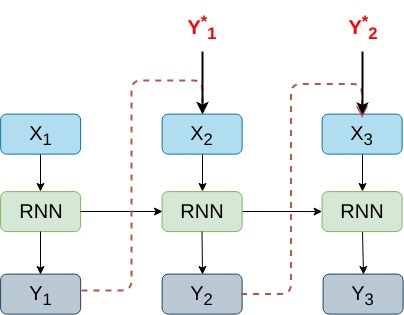 Y*1 Y*2
X1 X2 X3
RNN RNN RNN
Y1 Y2 Y3